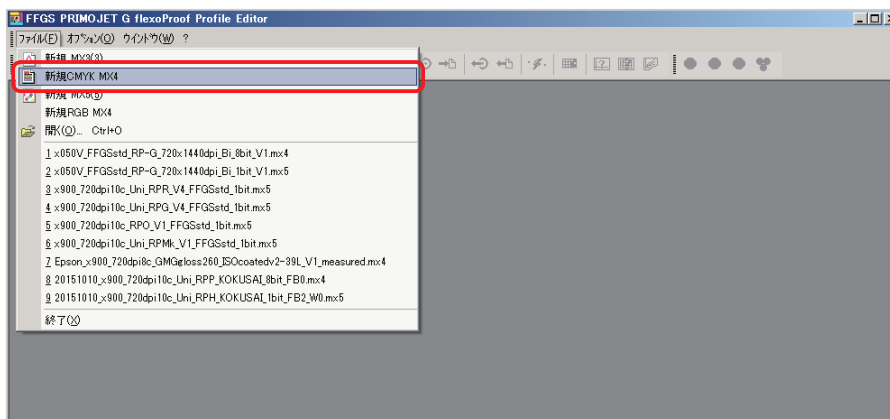 FFGS PRIMOJET G flexoProof Profile Editor
ファイル(F) オプション(O) ウインドウ(W) ?
新規 MX3(3)
新規CMYK MX4
新規 MX5(5)
新規RGB MX4
開く(O)... Ctrl+O
1 x050V_FFGSstd_RP-G_720x1440dpi_Bi_8bit_V1.mx4
2 x050V_FFGSstd_RP-G_720x1440dpi_Bi_1bit_V1.mx5
3 x900_720dpi10c_Uni_RPR_V4_FFGSstd_1bit.mx5
4 x900_720dpi10c_Uni_RPG_V4_FFGSstd_1bit.mx5
5 x900_720dpi10c_RPO_V1_FFGSstd_1bit.mx5
6 x900_720dpi10c_Uni_RPMk_V1_FFGSstd_1bit.mx5
7 Epson_x900_720dpi8c_GMGgloss260_ISOcoatedv2-39L_V1_measured.mx4
8 20151010_x900_720dpi10c_Uni_RPP_KOKUSAI_8bit_FB0.mx4
9 20151010_x900_720dpi10c_Uni_RPH_KOKUSAI_1bit_FB2_W0.mx5
終了(X)